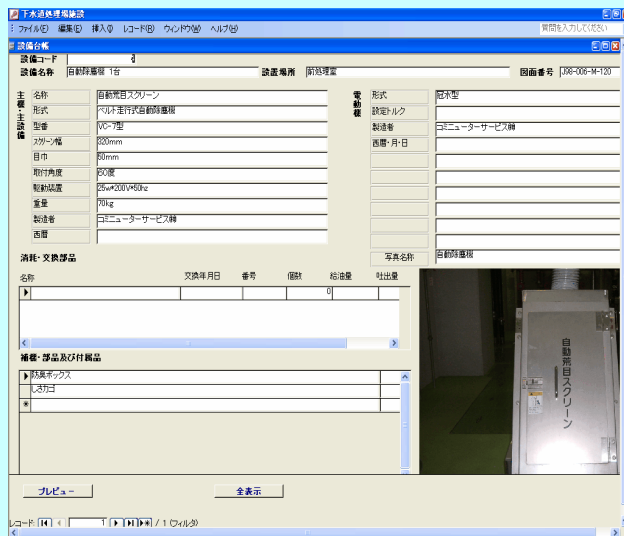 下水道処理場施設
ファイル(F) 編集(E) 挿入(I) レコード(R) ウィンドウ(W) ヘルプ(H) 質問を入力してください
設備台帳
設備コード
設備名称 自動除塵機 1台 設置場所 前処理室 図面番号 J98-006-M-120
主機・主設備
名称 自動荒目スクリーン
形式 ベルト走行式自動除塵機
型番 VC-7型
スクリーン幅 320mm
目巾 50mm
取付角度 60度
駆動装置 25w*200V*50hz
重量 70kg
製造者 コミニューターサービス㈱
西暦
電動機
形式 冠水型
設定トルク
製造者 コミニューターサービス㈱
西暦・月・日
写真名称 自動除塵機
消耗・交換部品
名称 交換年月日 番号 個数 給油量 吐出量
0
補機・部品及び付属品
防臭ボックス
しさカゴ
自動荒目スクリーン
プレビュー 全表示
レコード: 1 / 1 (フィルタ)